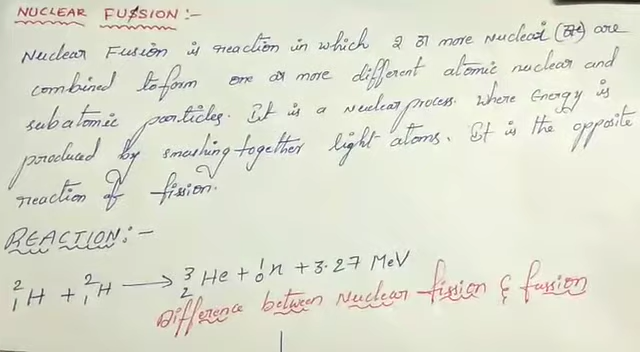 NUCLEAR FUSSION :-
Nuclear Fusion is reaction in which 2 or more Nuclei are
combined to form one or more different atomic nuclear and
subatomic particles. It is a nuclear process. Where Energy is
produced by smashing together light atoms. It is the opposite
reaction of fission.
REACTION :-
²₁H + ²₁H → ³₂He + ¹₀n + 3.27 MeV
Difference between Nuclear fission & fussion